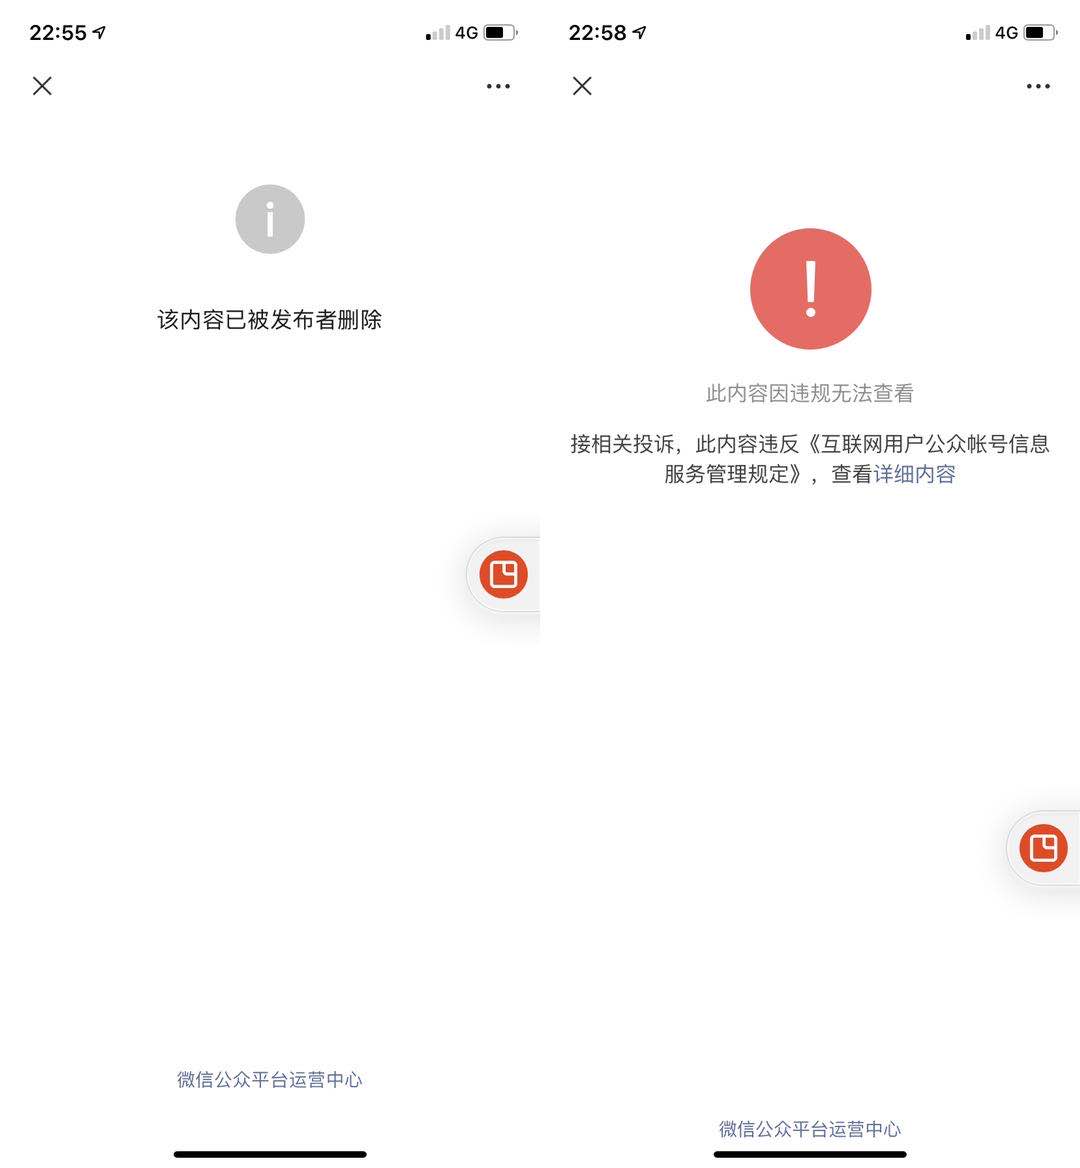 22:55
4G
该内容已被发布者删除
微信公众平台运营中心
22:58
4G
此内容因违规无法查看
接相关投诉，此内容违反《互联网用户公众帐号信息
服务管理规定》，查看详细内容
微信公众平台运营中心